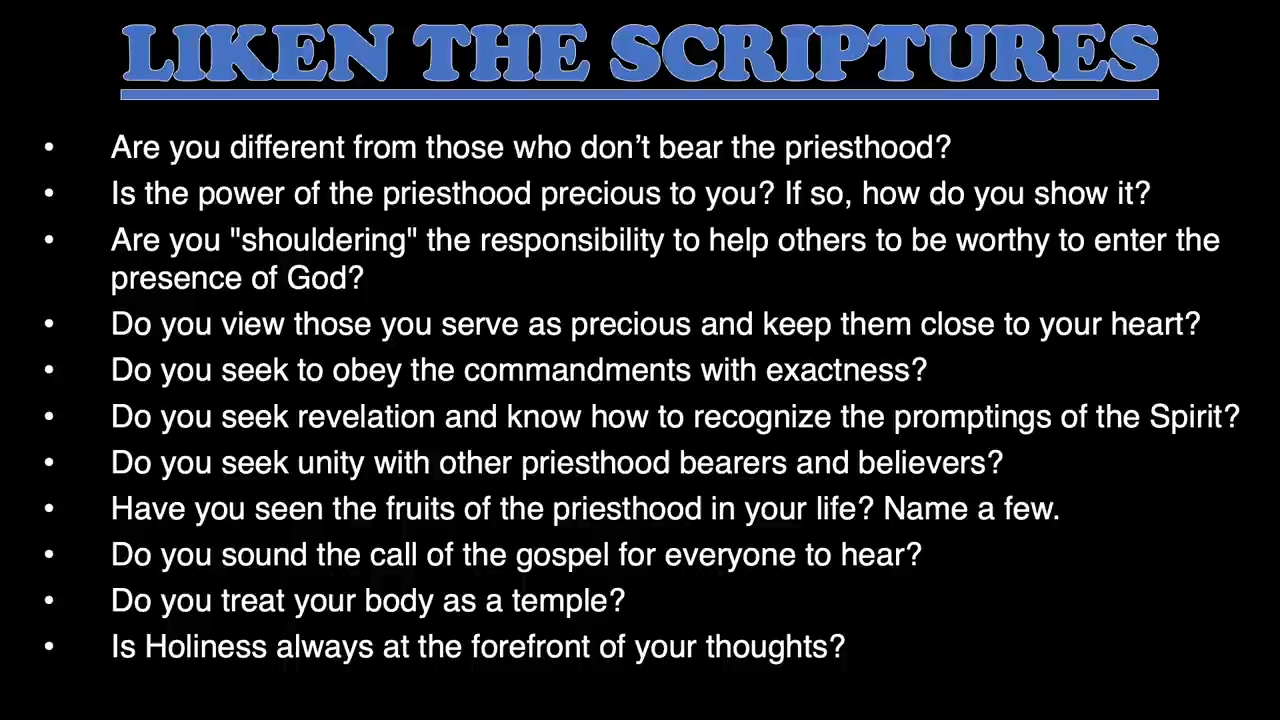 LIKEN THE SCRIPTURES
• Are you different from those who don’t bear the priesthood?
• Is the power of the priesthood precious to you? If so, how do you show it?
• Are you "shouldering" the responsibility to help others to be worthy to enter the
presence of God?
• Do you view those you serve as precious and keep them close to your heart?
• Do you seek to obey the commandments with exactness?
• Do you seek revelation and know how to recognize the promptings of the Spirit?
• Do you seek unity with other priesthood bearers and believers?
• Have you seen the fruits of the priesthood in your life? Name a few.
• Do you sound the call of the gospel for everyone to hear?
• Do you treat your body as a temple?
• Is Holiness always at the forefront of your thoughts?